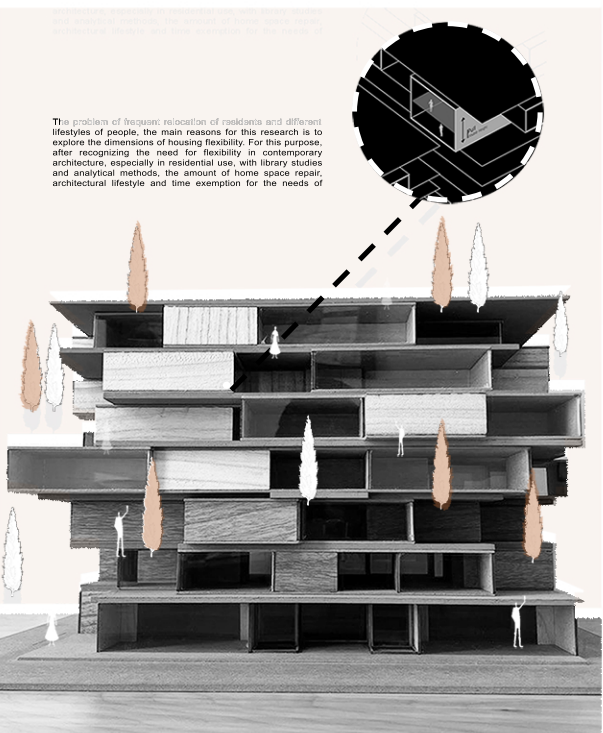 The problem of frequent relocation of residents and different
lifestyles of people, the main reasons for this research is to
explore the dimensions of housing flexibility. For this purpose,
after recognizing the need for flexibility in contemporary
architecture, especially in residential use, with library studies
and analytical methods, the amount of home space repair,
architectural lifestyle and time exemption for the needs of